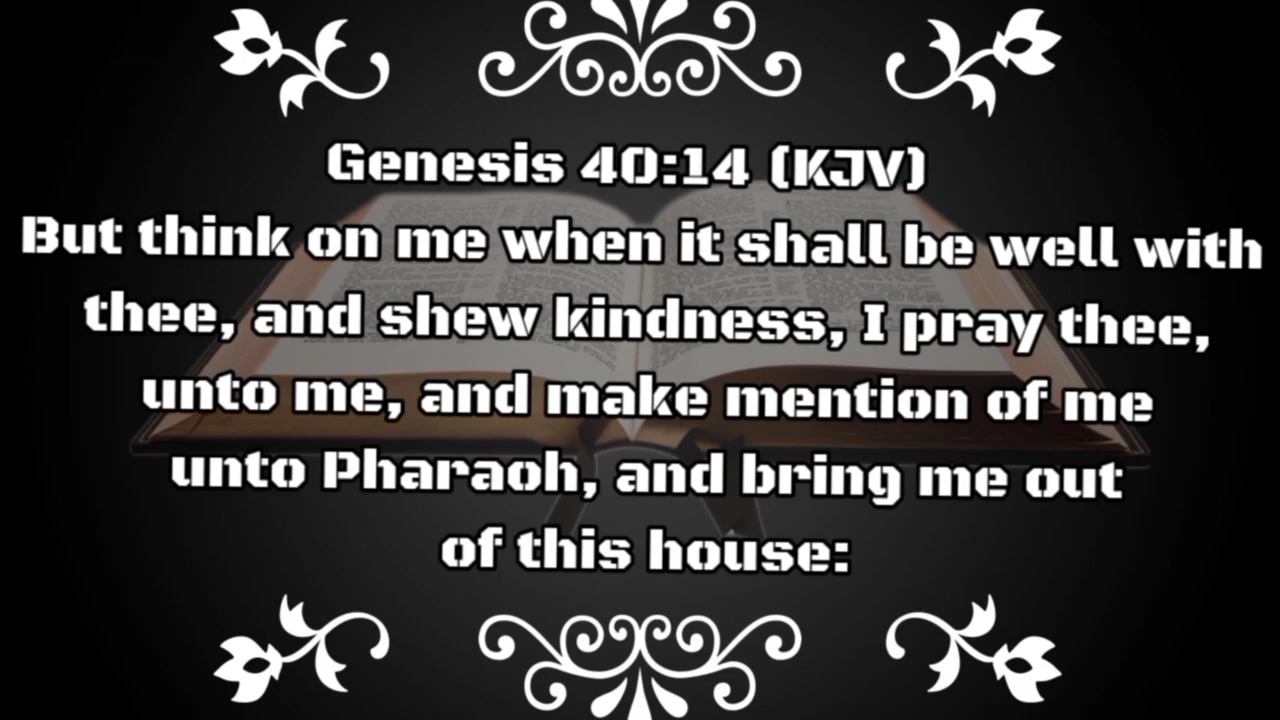 Genesis 40:14 (KJV)
But think on me when it shall be well with
thee, and shew kindness, I pray thee,
unto me, and make mention of me
unto Pharaoh, and bring me out
of this house: